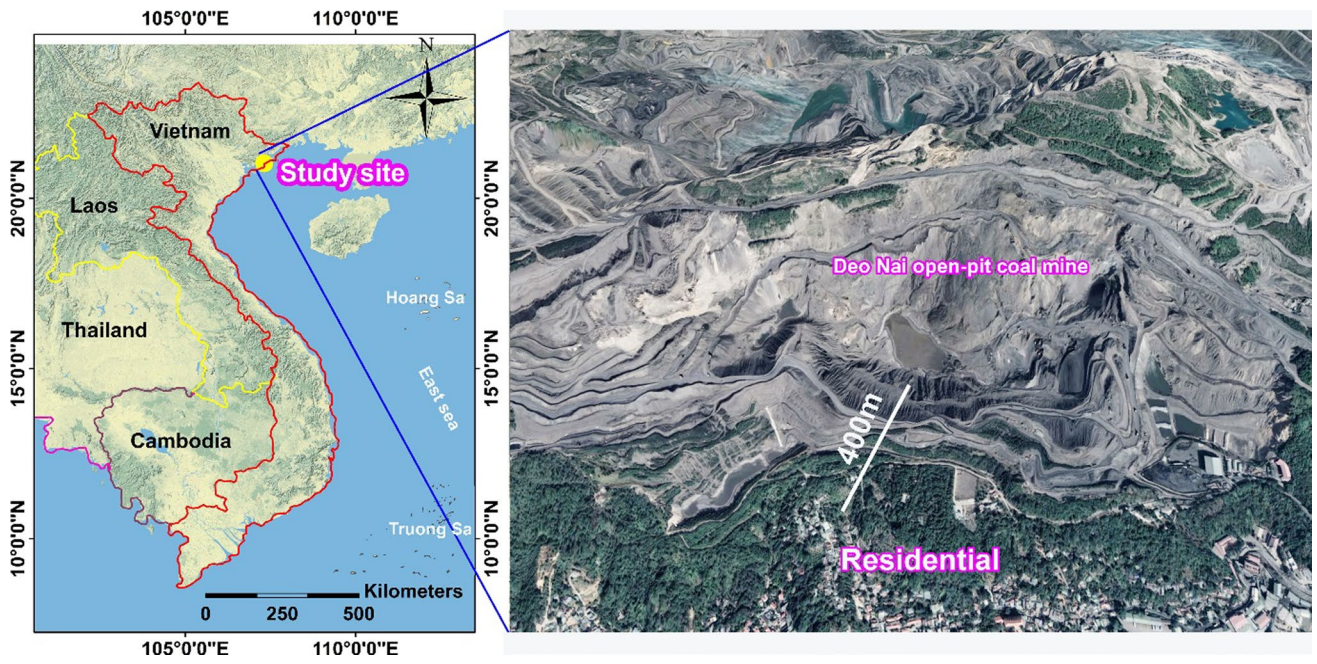 105°0'0"E 110°0'0"E
N
Vietnam
Study site
20°0'0"N
20°0'0"N
Laos
Deo Nai open-pit coal mine
Hoang Sa
Thailand
15°0'0"N
15°0'0"N
East sea
400m
Cambodia
10°0'0"N
10°0'0"N
Truong Sa
Residential
Kilometers
0 250 500
105°0'0"E 110°0'0"E